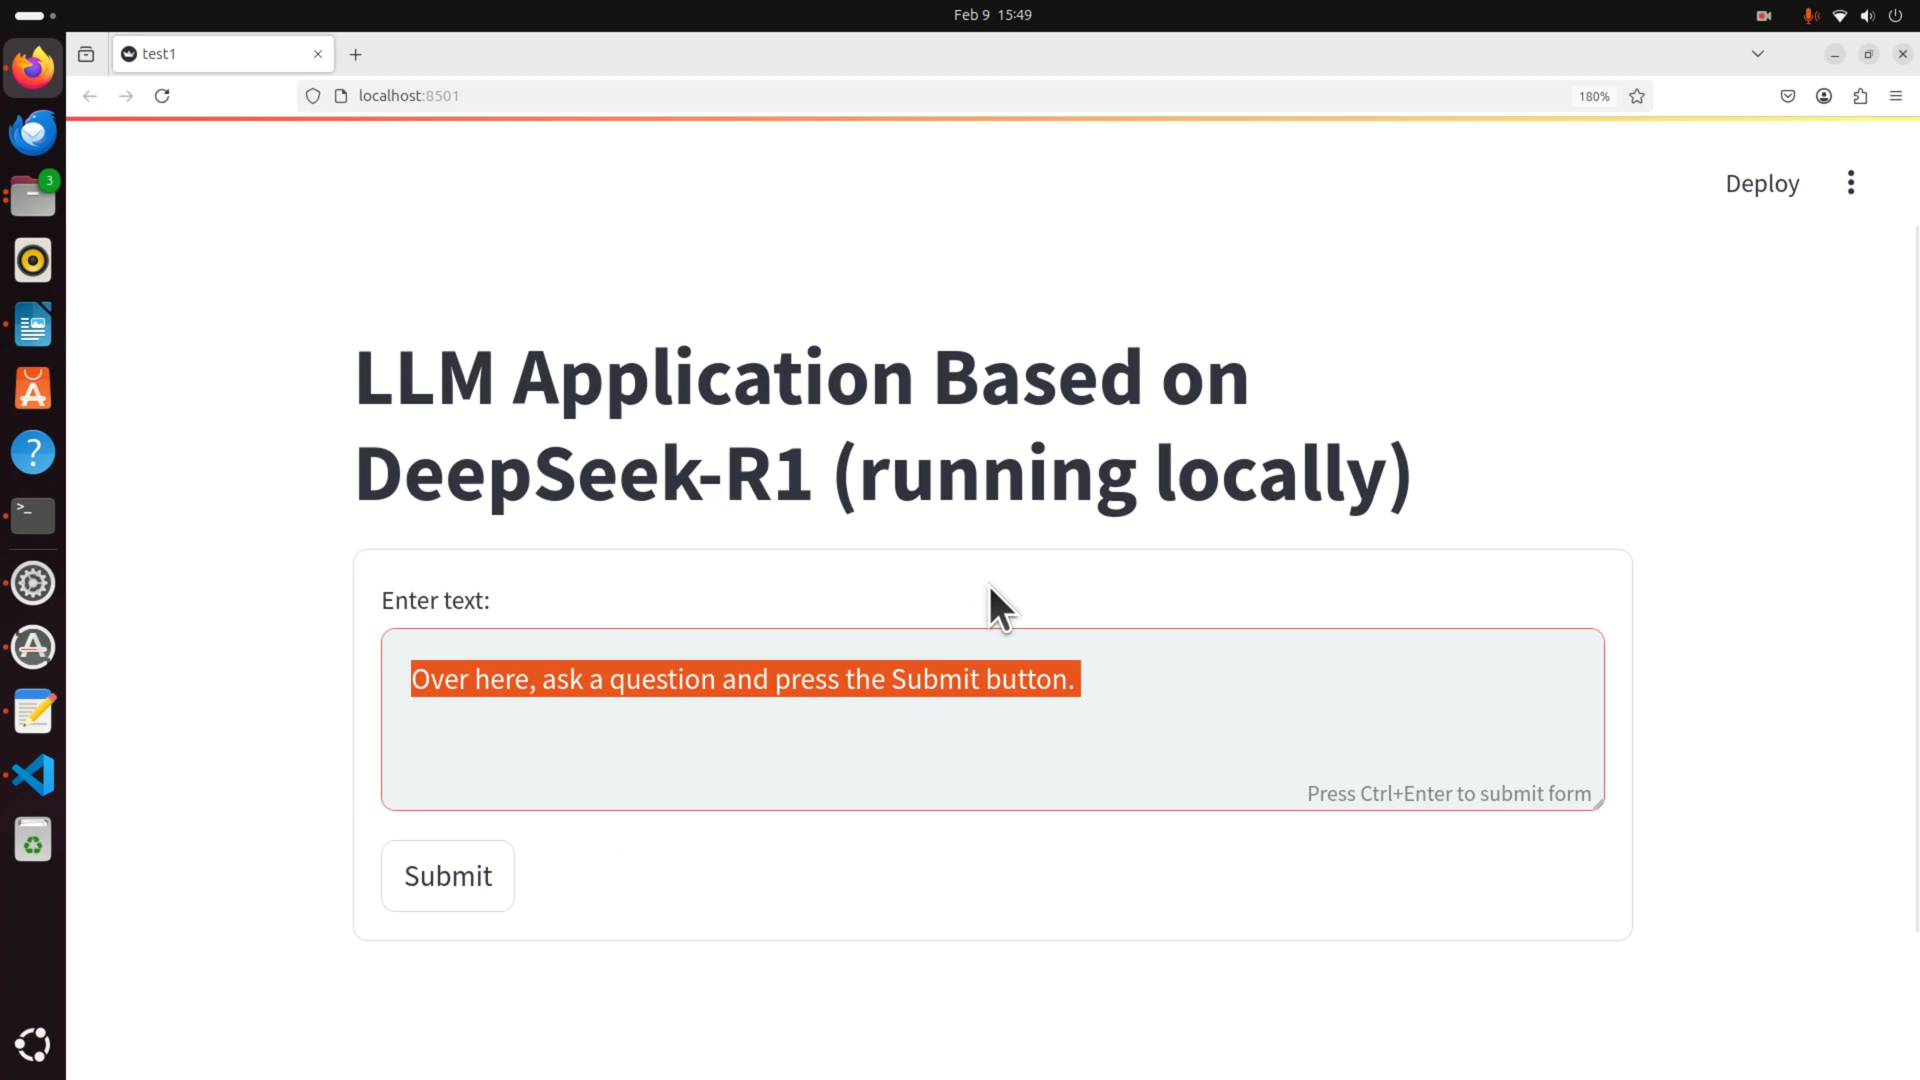 Feb 9 15:49
test1
localhost:8501
180%
3
Deploy
LLM Application Based on
DeepSeek-R1 (running locally)
Enter text:
Over here, ask a question and press the Submit button.
Press Ctrl+Enter to submit form
Submit